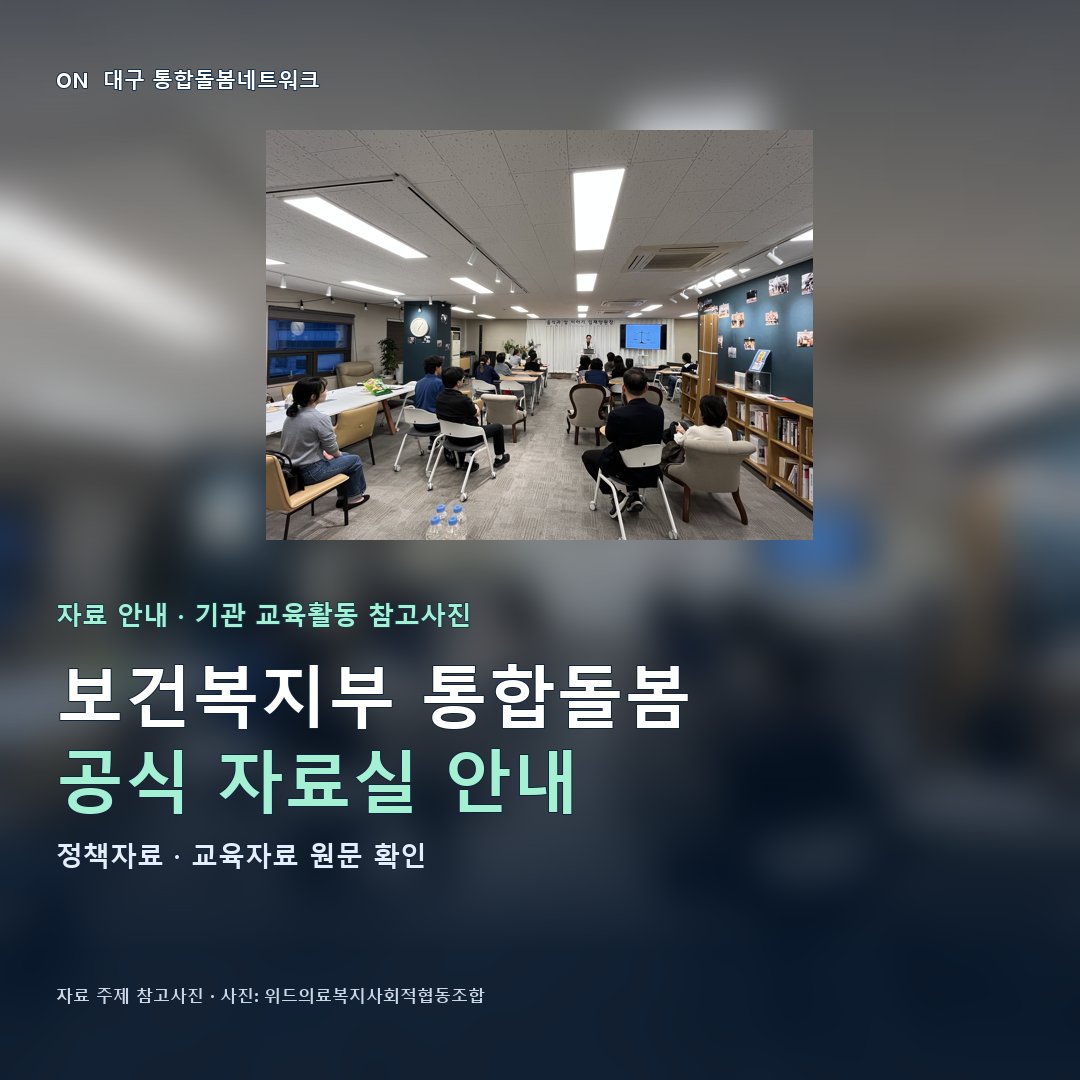 ON 대구 통합돌봄네트워크
자료 안내 · 기관 교육활동 참고사진
보건복지부 통합돌봄
공식 자료실 안내
정책자료 · 교육자료 원문 확인
자료 주제 참고사진 · 사진: 위드의료복지사회적협동조합